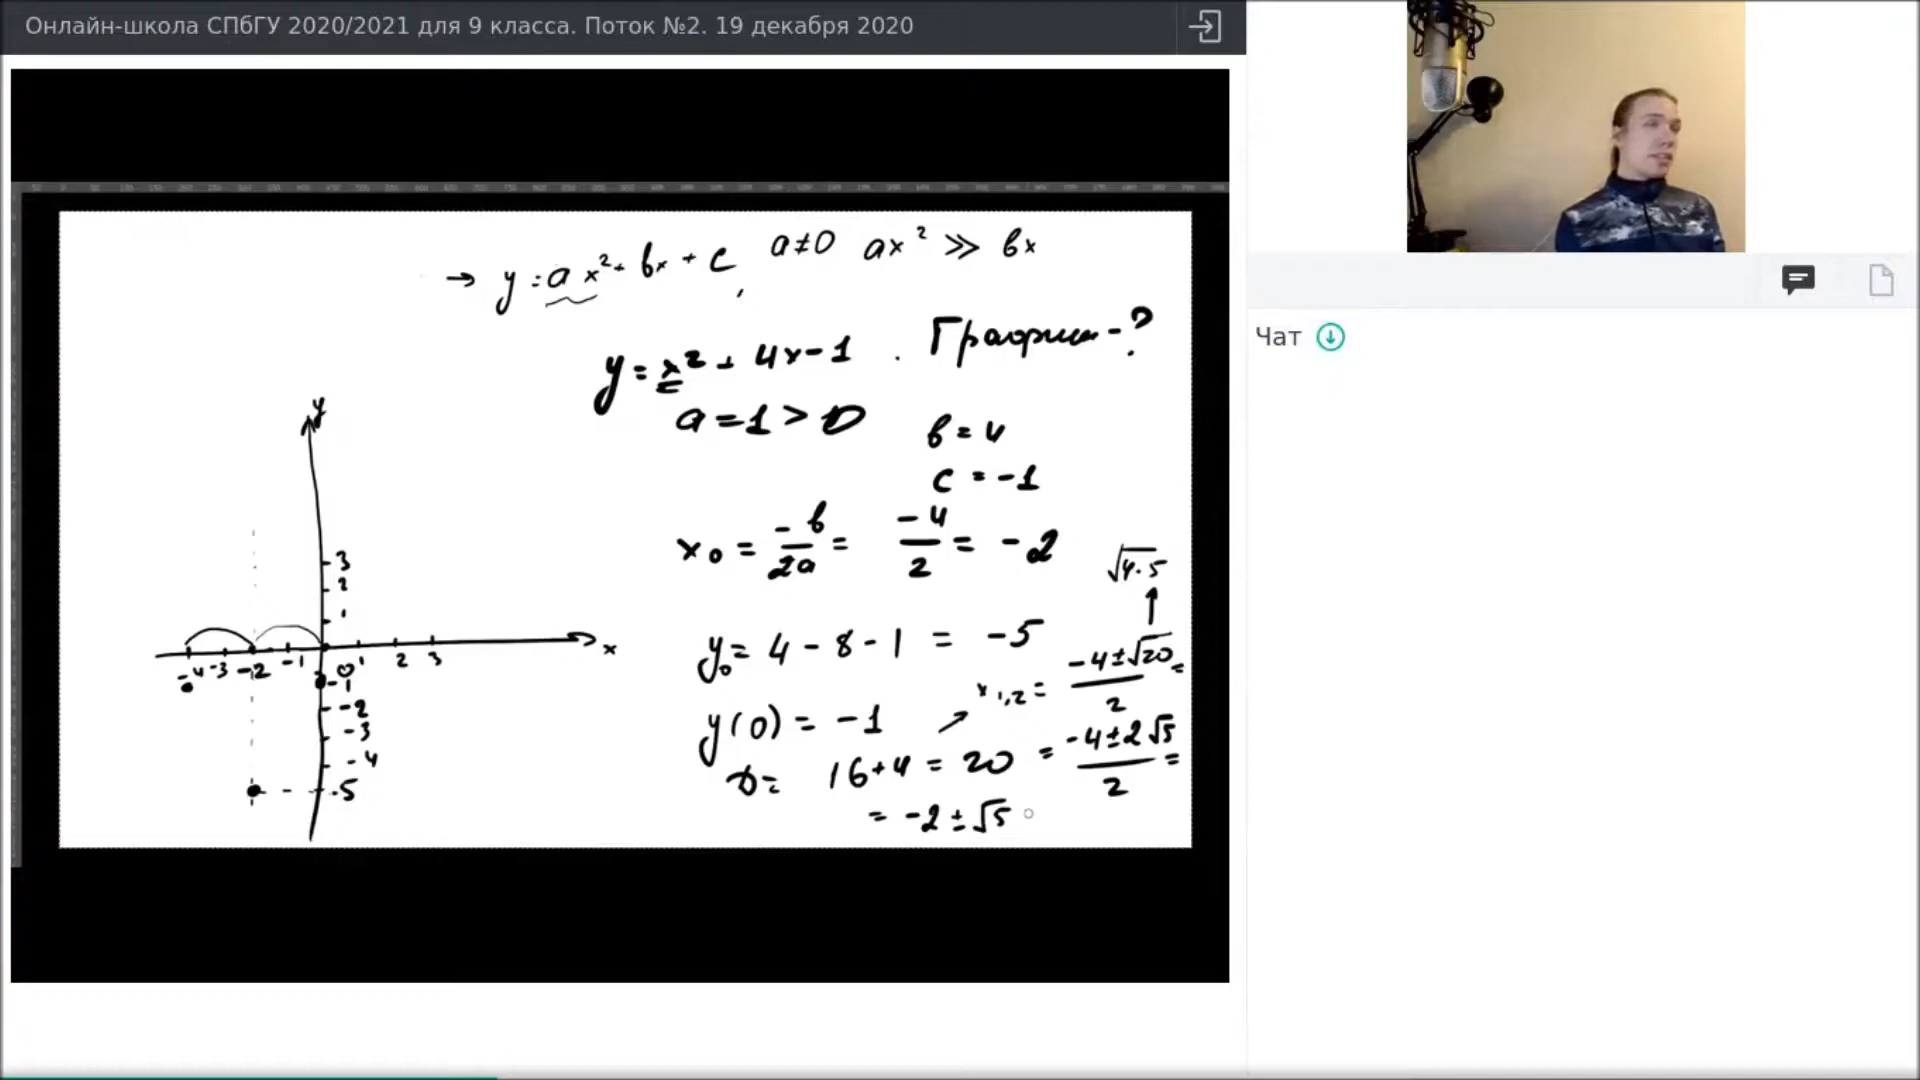 Онлайн-школа СПбГУ 2020/2021 для 9 класса. Поток №2. 19 декабря 2020
→ y = ax² + bx + c, a ≠ 0 ax² ≫ bx
y = x² + 4x - 1 . График - ?
a = 1 > 0
b = 4
c = -1
x₀ = -b/2a = -4/2 = -2
√4·5
y₀ = 4 - 8 - 1 = -5
x₁,₂ = (-4 ± √20)/2 =
y(0) = -1
D = 16 + 4 = 20 = (-4 ± 2√5)/2 =
= -2 ± √5
y
3
2
1
-4 -3 -2 -1 0 1 2 3 x
-1
-2
-3
-4
-5
Чат